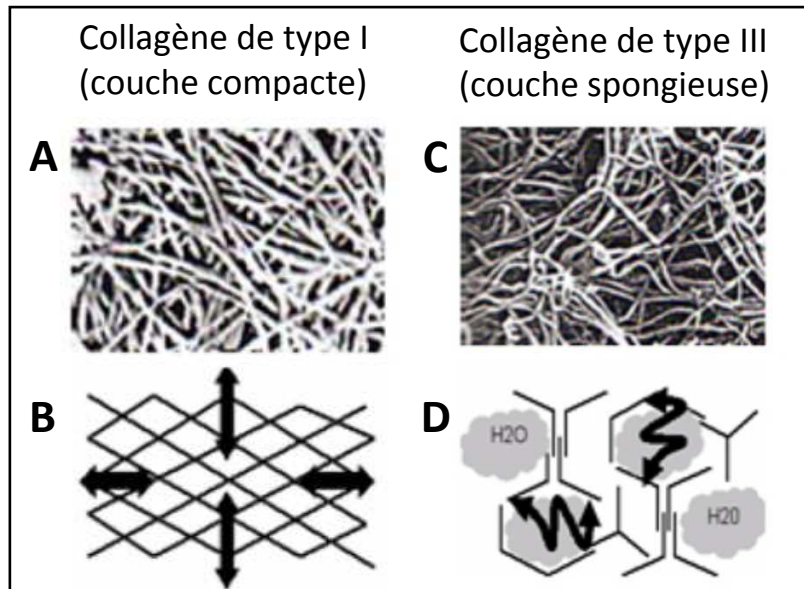 Collagène de type I
(couche compacte)
Collagène de type III
(couche spongieuse)
A
C
B
D
H2O
H20